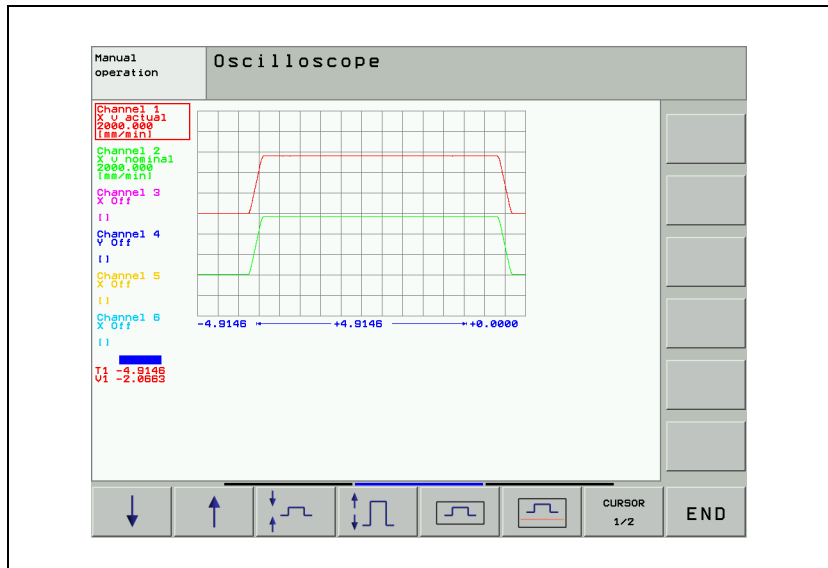 Manual
operation
Oscilloscope
Channel 1
X v actual
2000.000
[mm/min]
Channel 2
X v nominal
2000.000
[mm/min]
Channel 3
X Off
[]
Channel 4
Y Off
[]
Channel 5
X Off
[]
Channel 6
X Off
[]
T1 -4.9146
V1 -2.0663
-4.9146 +4.9146 +0.0000
CURSOR
1/2
END